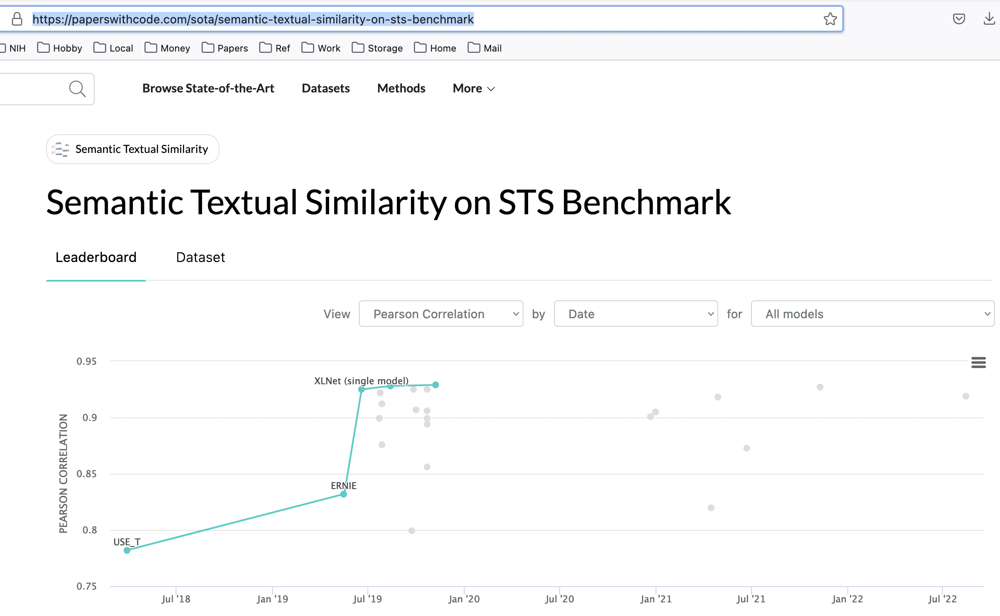 https://paperswithcode.com/sota/semantic-textual-similarity-on-sts-benchmark
NIH Hobby Local Money Papers Ref Work Storage Home Mail
Browse State-of-the-Art Datasets Methods More
Semantic Textual Similarity
Semantic Textual Similarity on STS Benchmark
Leaderboard Dataset
View Pearson Correlation by Date for All models
PEARSON CORRELATION
0.95
XLNet (single model)
0.9
0.85
ERNIE
0.8
USE_T
0.75
Jul '18 Jan '19 Jul '19 Jan '20 Jul '20 Jan '21 Jul '21 Jan '22 Jul '22